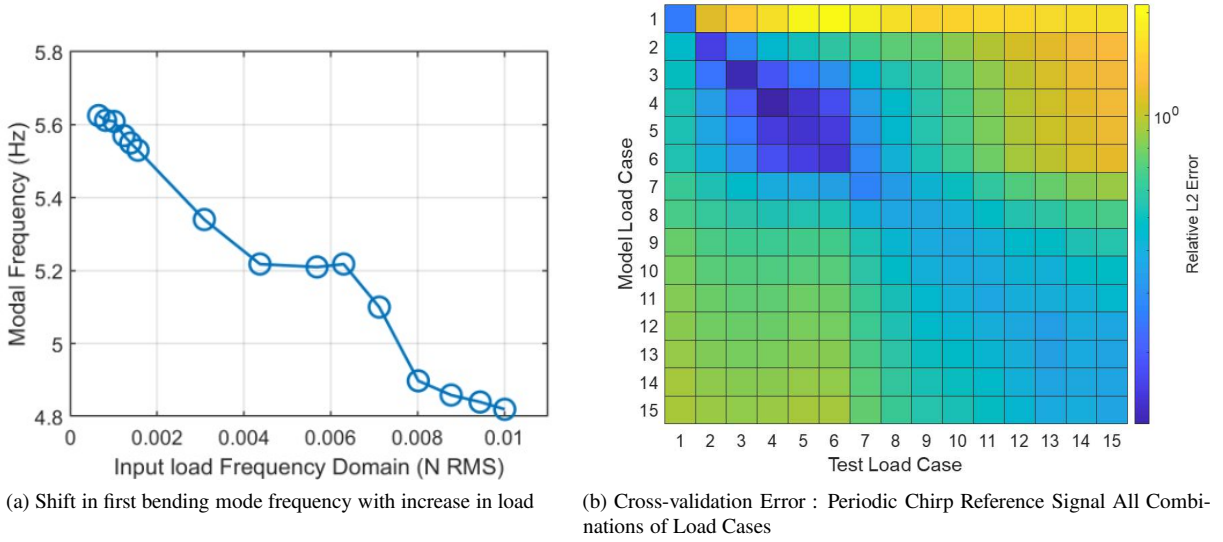 5.8
5.6
5.4
5.2
5
4.8
Modal Frequency (Hz)
0 0.002 0.004 0.006 0.008 0.01
Input load Frequency Domain (N RMS)
(a) Shift in first bending mode frequency with increase in load
1
2
3
4
5
6
7
8
9
10
11
12
13
14
15
Model Load Case
1 2 3 4 5 6 7 8 9 10 11 12 13 14 15
Test Load Case
10⁰
Relative L2 Error
(b) Cross-validation Error : Periodic Chirp Reference Signal All Combi-
nations of Load Cases